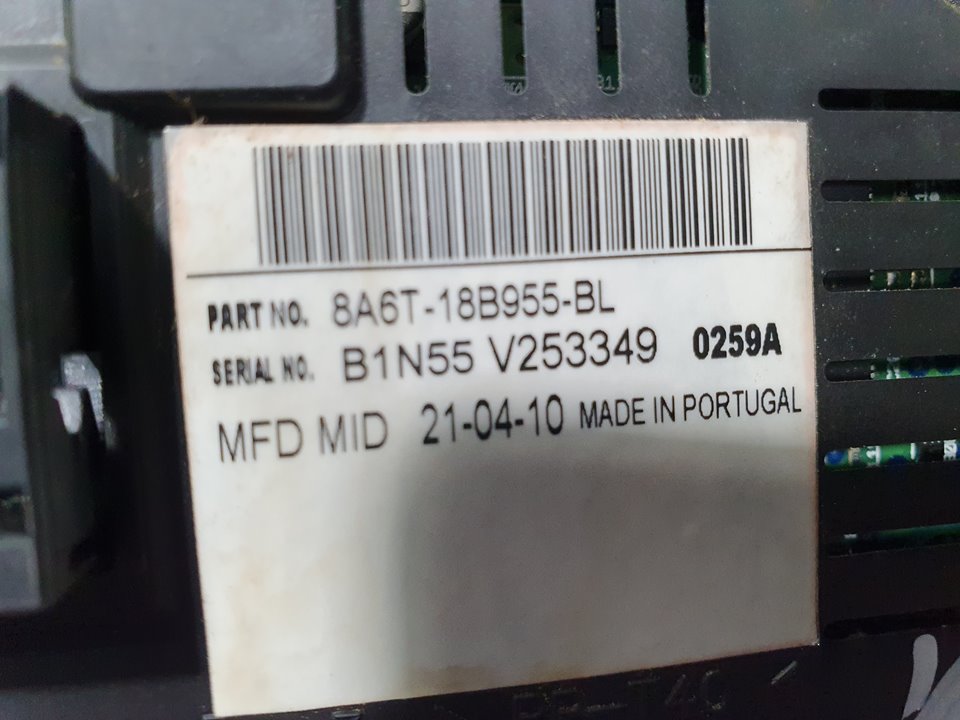 PART NO. 8A6T-18B955-BL
SERIAL NO. B1N55 V253349 0259A
MFD MID 21-04-10 MADE IN PORTUGAL